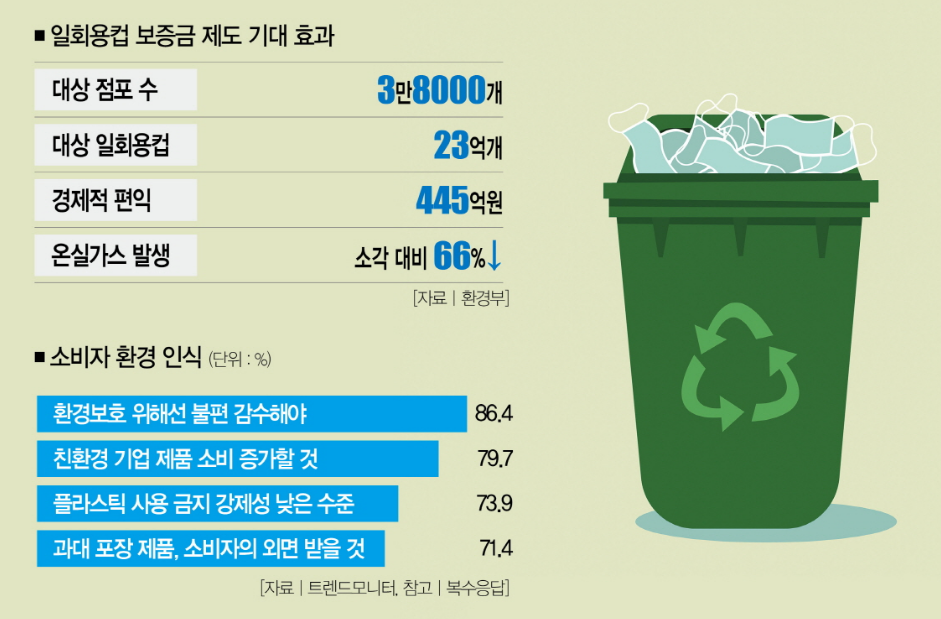 ■ 일회용컵 보증금 제도 기대 효과
대상 점포 수 3만8000개
대상 일회용컵 23억개
경제적 편익 445억원
온실가스 발생 소각 대비 66%↓
[자료ㅣ환경부]
■ 소비자 환경 인식 (단위 : %)
환경보호 위해선 불편 감수해야 86.4
친환경 기업 제품 소비 증가할 것 79.7
플라스틱 사용 금지 강제성 낮은 수준 73.9
과대 포장 제품, 소비자의 외면 받을 것 71.4
[자료ㅣ트렌드모니터, 참고ㅣ복수응답]